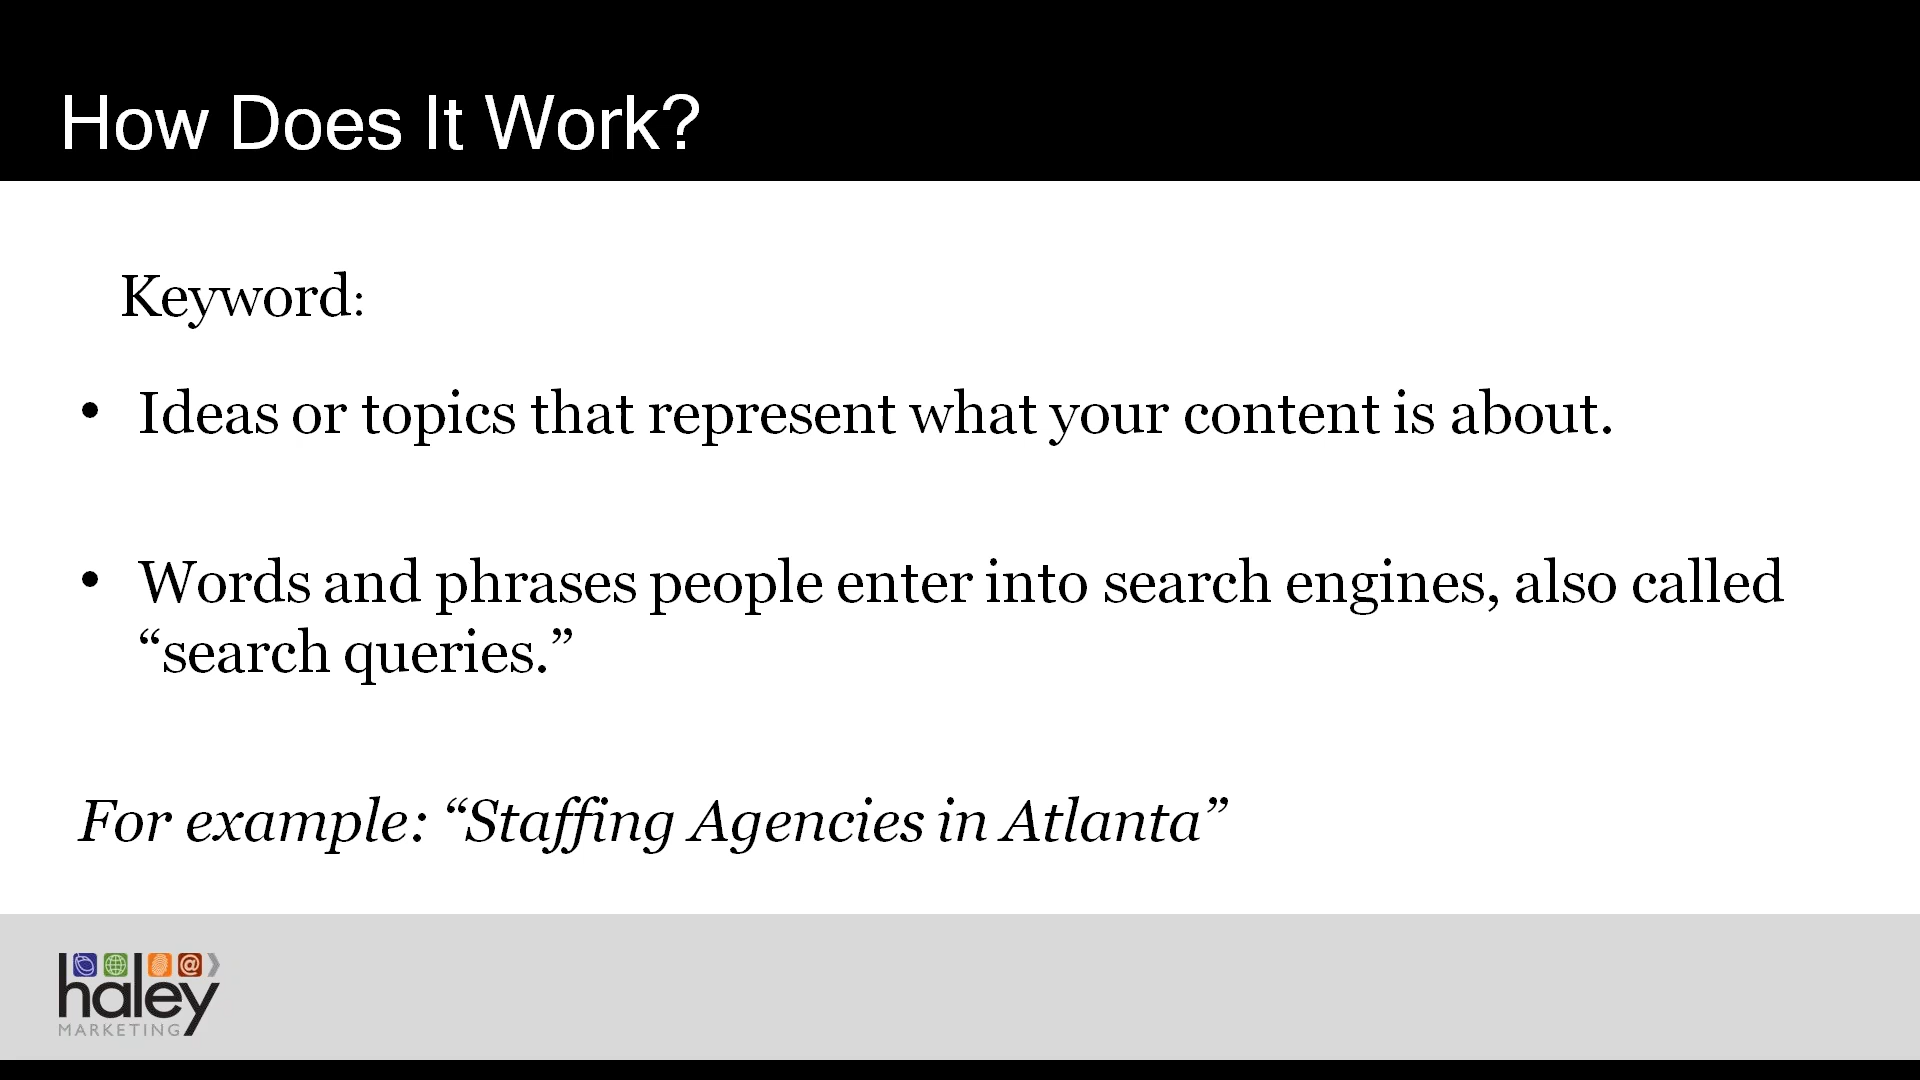 How Does It Work?
Keyword:
• Ideas or topics that represent what your content is about.
• Words and phrases people enter into search engines, also called
“search queries.”
For example: “Staffing Agencies in Atlanta”
haley
MARKETING